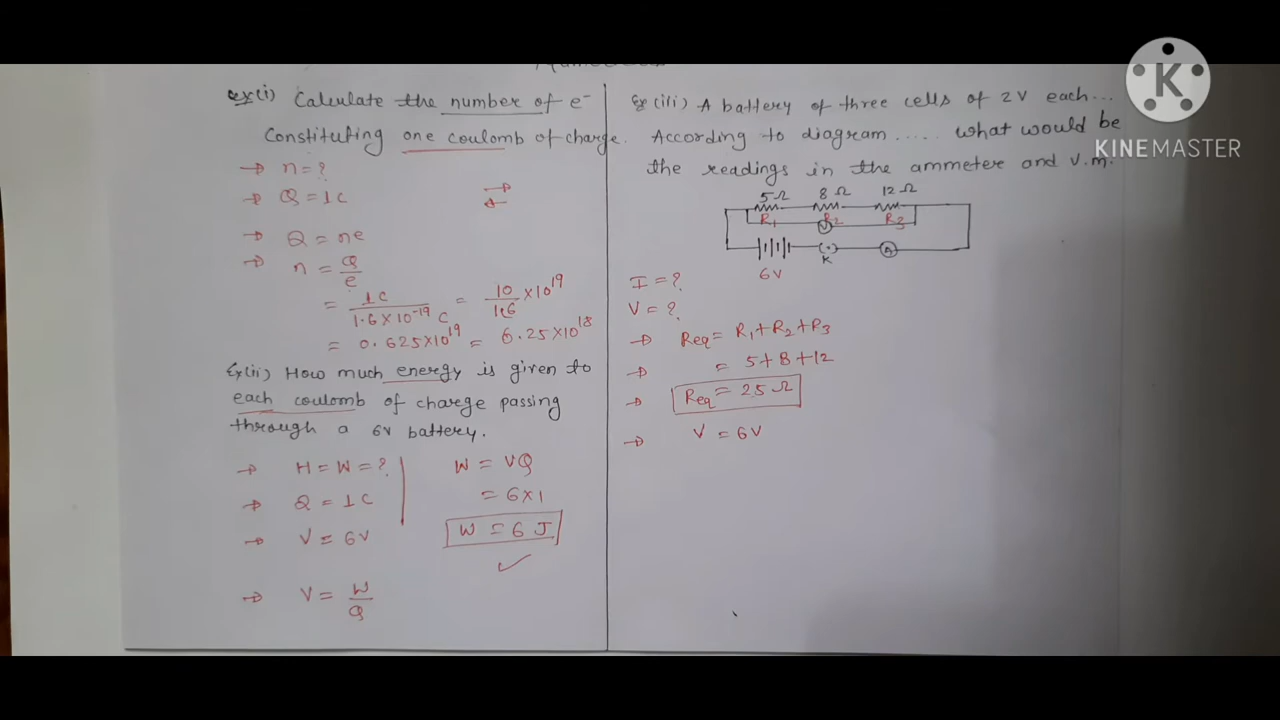 Ex(i) Calculate the number of e⁻
Constituting one coulomb of charge.
→ n = ?
→ Q = 1C
→ Q = ne
→ n = Q/e
= 1C / 1.6 × 10⁻¹⁹ C = 10/1.6 × 10¹⁹
= 0.625 × 10¹⁹ = 6.25 × 10¹⁸
Ex(ii) How much energy is given to
each coulomb of charge passing
through a 6V battery.
→ H = W = ?
→ Q = 1C
→ V = 6V
→ V = W/Q
W = VQ
= 6 × 1
W = 6 J
Ex(iii) A battery of three cells of 2V each...
According to diagram ..... what would be
the readings in the ammeter and V.m.
5Ω 8Ω 12Ω
R₁ R₂ R₃
V
K A
6V
I = ?
V = ?
→ Req = R₁ + R₂ + R₃
→ = 5 + 8 + 12
→ Req = 25 Ω
→ V = 6V
K
KINEMASTER